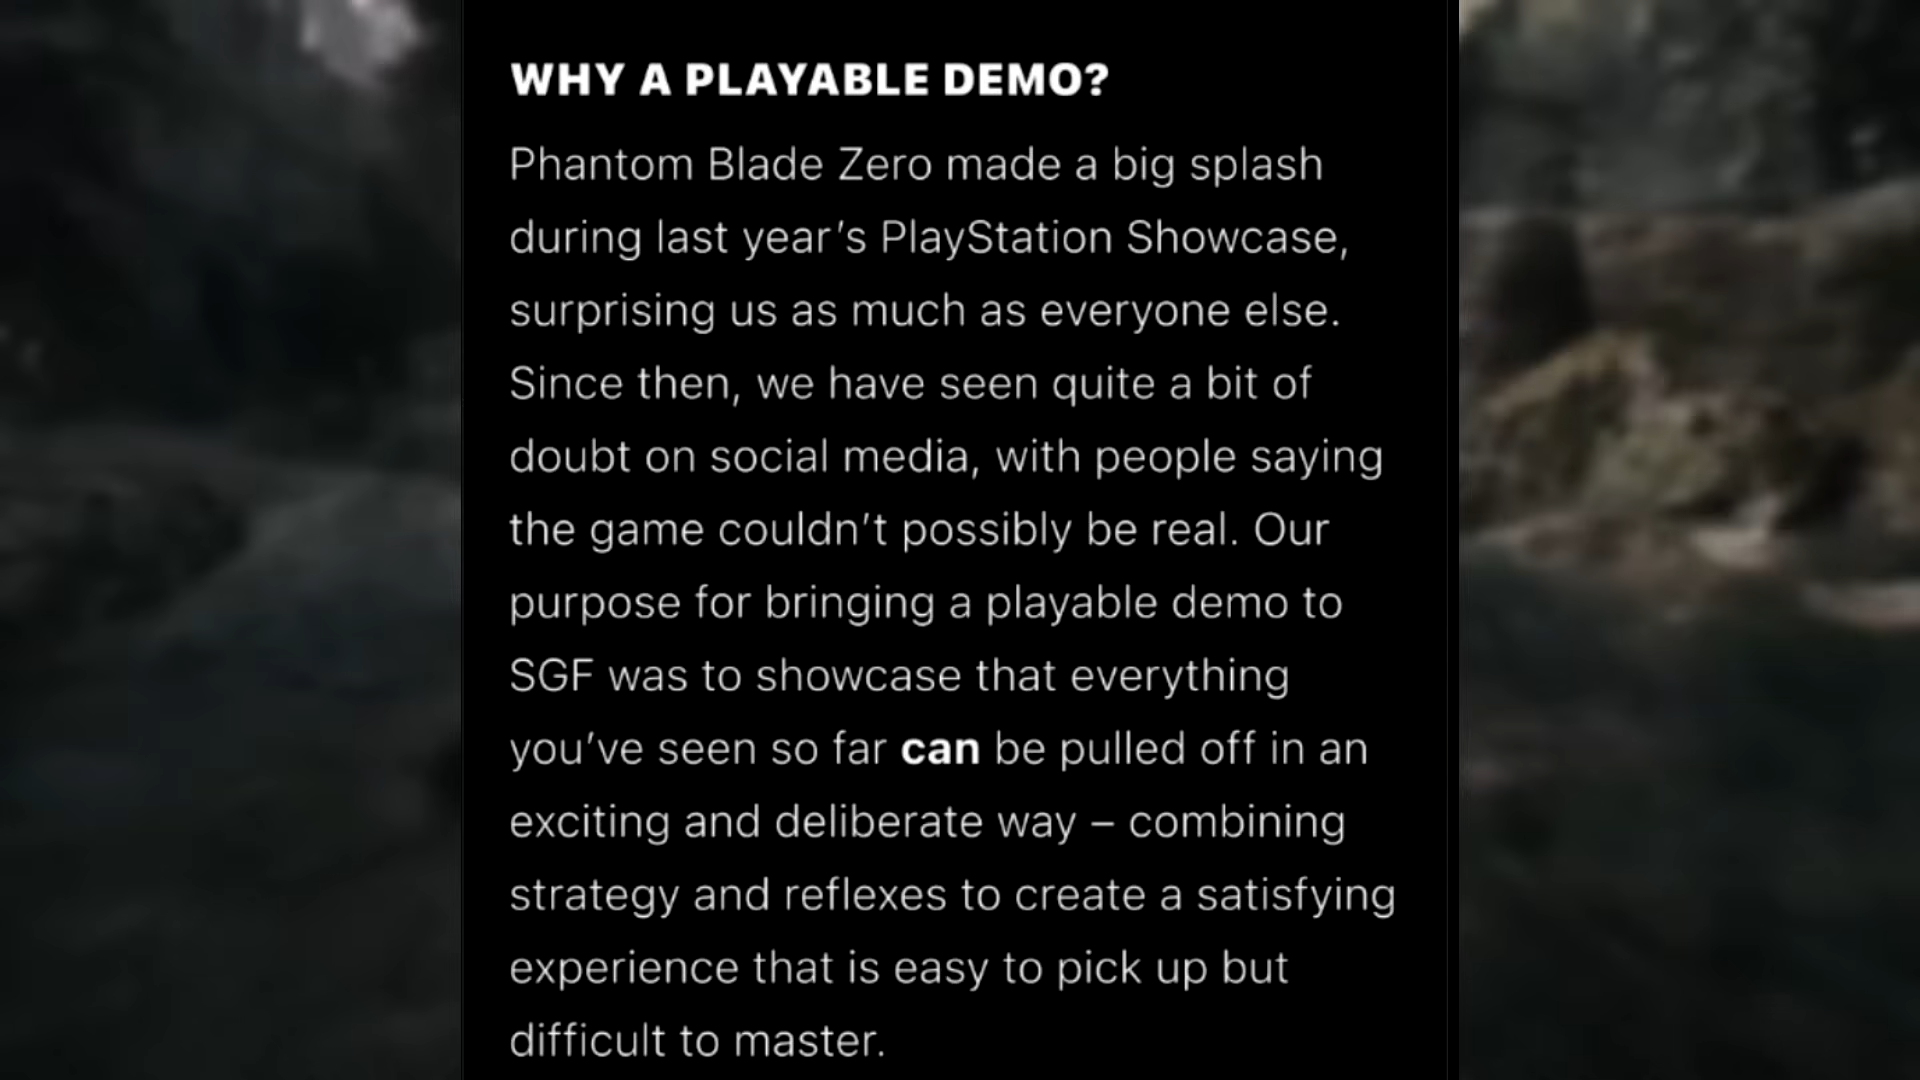 WHY A PLAYABLE DEMO?
Phantom Blade Zero made a big splash
during last year’s PlayStation Showcase,
surprising us as much as everyone else.
Since then, we have seen quite a bit of
doubt on social media, with people saying
the game couldn’t possibly be real. Our
purpose for bringing a playable demo to
SGF was to showcase that everything
you’ve seen so far can be pulled off in an
exciting and deliberate way – combining
strategy and reflexes to create a satisfying
experience that is easy to pick up but
difficult to master.